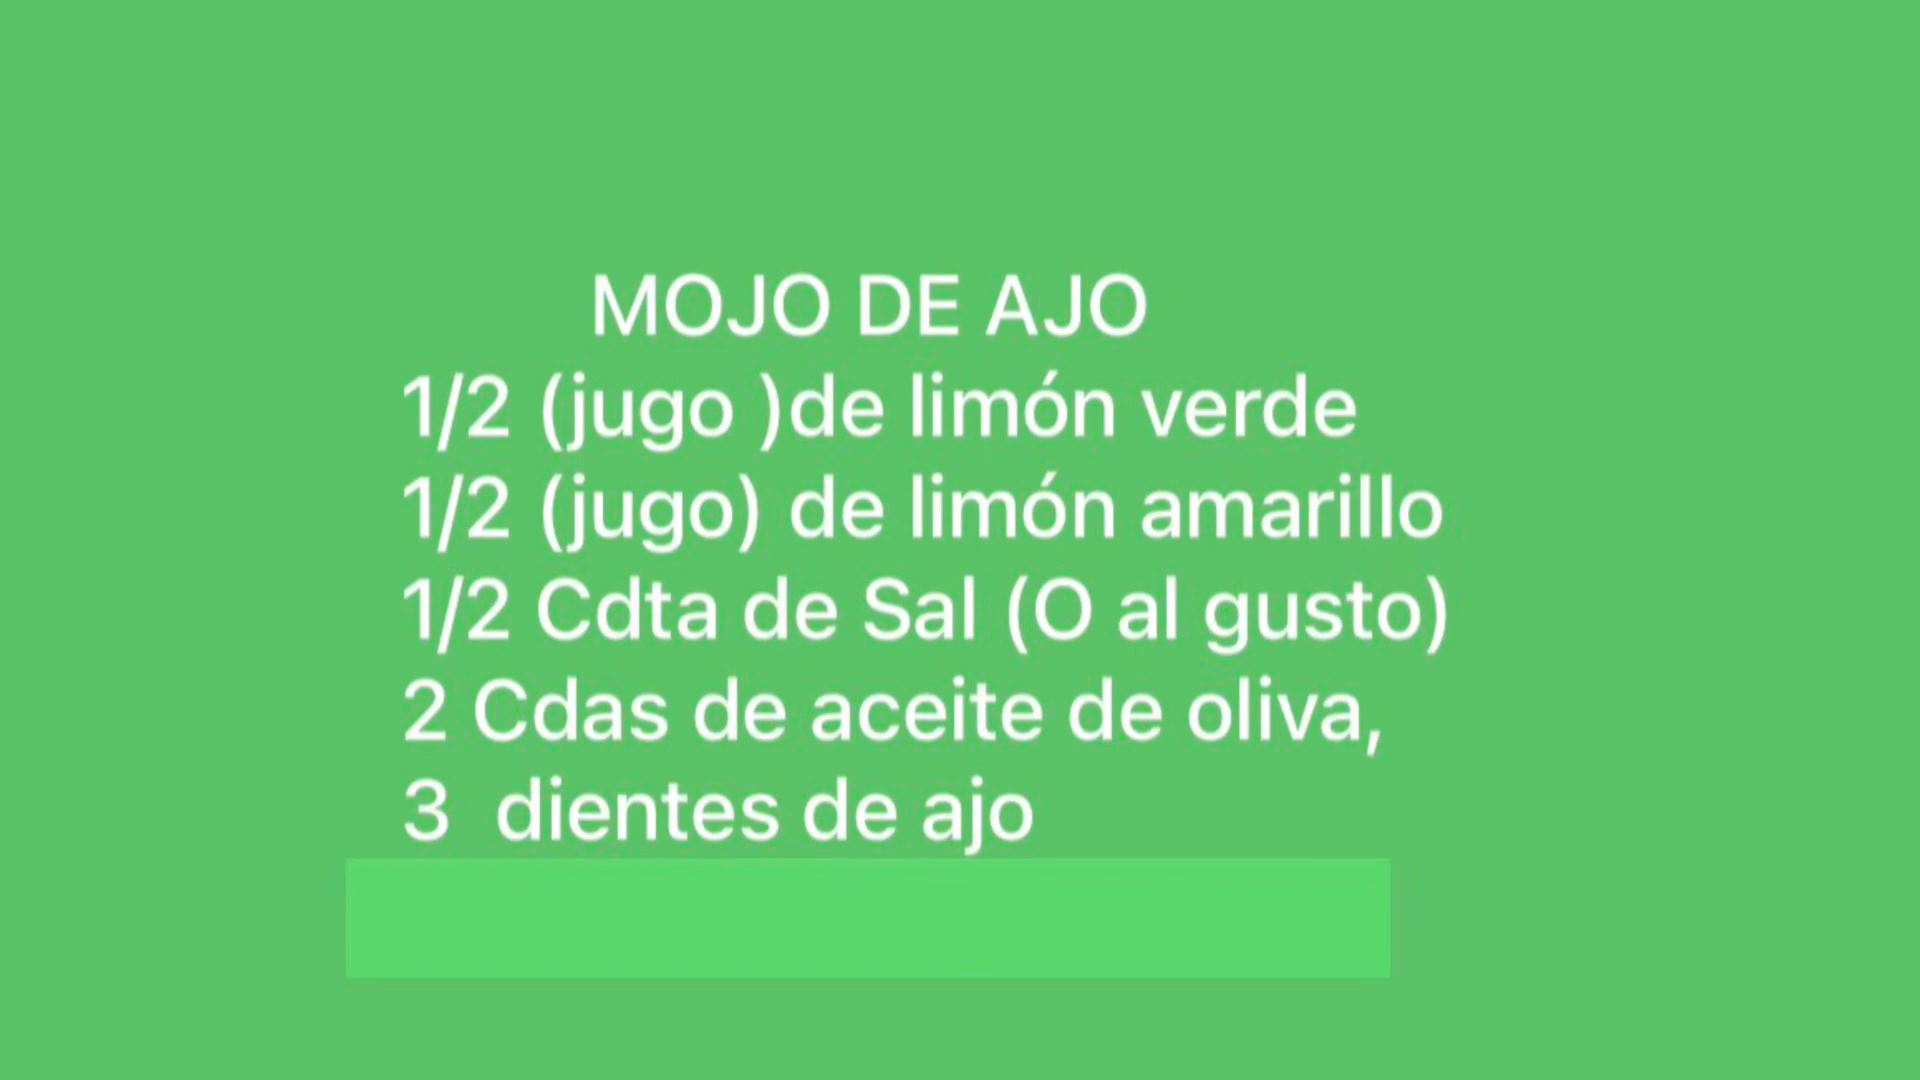 MOJO DE AJO
1/2 (jugo )de limón verde
1/2 (jugo) de limón amarillo
1/2 Cdta de Sal (O al gusto)
2 Cdas de aceite de oliva,
3  dientes de ajo